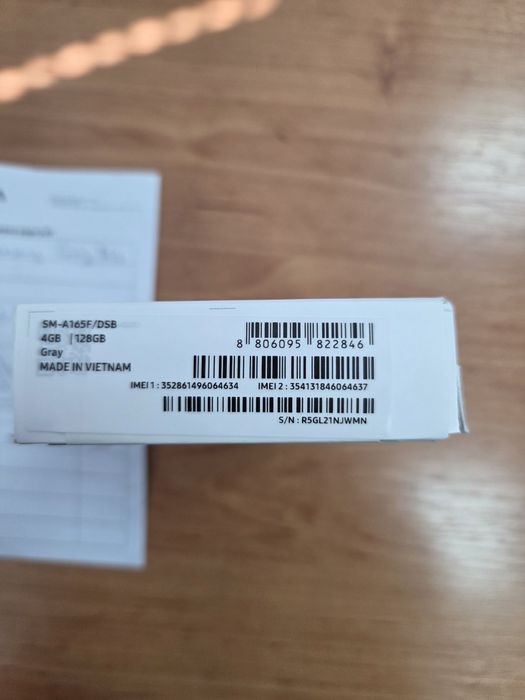 SM-A165F/DSB
4GB | 128GB
Gray
MADE IN VIETNAM
8 806095 822846
IMEI 1 : 352861496064634 IMEI 2 : 354131846064637
S/N : R5GL21NJWMN